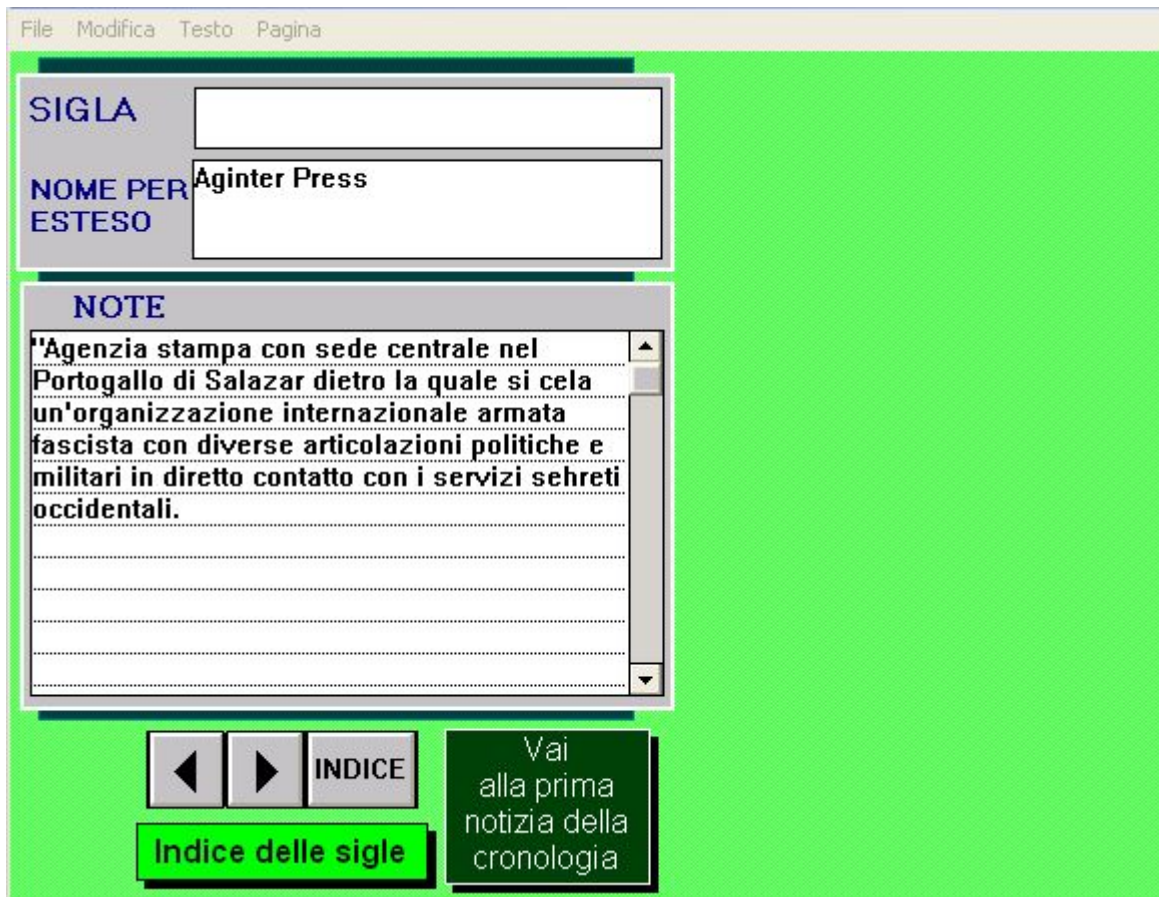 File Modifica Testo Pagina
SIGLA
NOME PER
ESTESO
Aginter Press
NOTE
"Agenzia stampa con sede centrale nel
Portogallo di Salazar dietro la quale si cela
un'organizzazione internazionale armata
fascista con diverse articolazioni politiche e
militari in diretto contatto con i servizi sehreti
occidentali.
INDICE
Indice delle sigle
Vai
alla prima
notizia della
cronologia